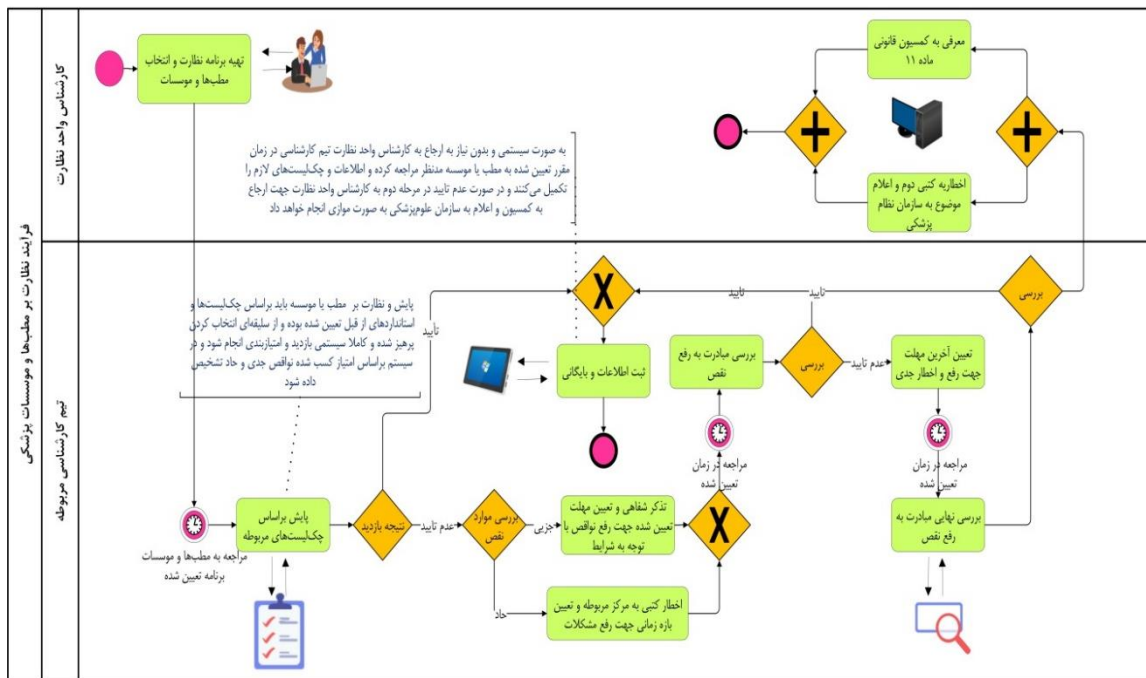 فرآیند نظارت بر مطب‌ها و موسسات پزشکی
کارشناس واحد نظارت
تهیه برنامه نظارت و انتخاب
مطب‌ها و موسسات
به صورت سیستمی و بدون نیاز به ارجاع به کارشناس واحد نظارت تیم کارشناسی در زمان
مقرر تعیین شده به مطب یا موسسه مدنظر مراجعه کرده و اطلاعات و چک‌لیست‌های لازم را
تکمیل می‌کنند و در صورت عدم تایید در مرحله دوم به کارشناس واحد نظارت جهت ارجاع
به کمسیون و اعلام به سازمان علوم‌پزشکی به صورت موازی انجام خواهد داد
معرفی به کمسیون قانونی
ماده ۱۱
اخطاریه کتبی دوم و اعلام
موضوع به سازمان نظام
پزشکی
تیم کارشناسی مربوطه
پایش و نظارت بر مطب یا موسسه باید براساس چک‌لیست‌ها و
استانداردهای از قبل تعیین شده بوده و از سلیقه‌ای انتخاب کردن
پرهیز شده و کاملا سیستمی بازدید و امتیازبندی انجام شود و در
سیستم براساس امتیاز کسب شده نواقص جدی و حاد تشخیص
داده شود
مراجعه به مطب‌ها و موسسات
برنامه تعیین شده
پایش براساس
چک‌لیست‌های مربوطه
نتیجه بازدید
تایید
عدم تایید
بررسی موارد
نقص
جزیی
حاد
تذکر شفاهی و تعیین مهلت
تعیین شده جهت رفع نواقص با
توجه به شرایط
اخطار کتبی به مرکز مربوطه و تعیین
بازه زمانی جهت رفع مشکلات
ثبت اطلاعات و بایگانی
مراجعه در زمان
تعیین شده
بررسی مبادرت به رفع
نقص
بررسی
تایید
عدم تایید
تعیین آخرین مهلت
جهت رفع و اخطار جدی
مراجعه در زمان
تعیین شده
بررسی نهایی مبادرت به
رفع نقص
بررسی
تایید